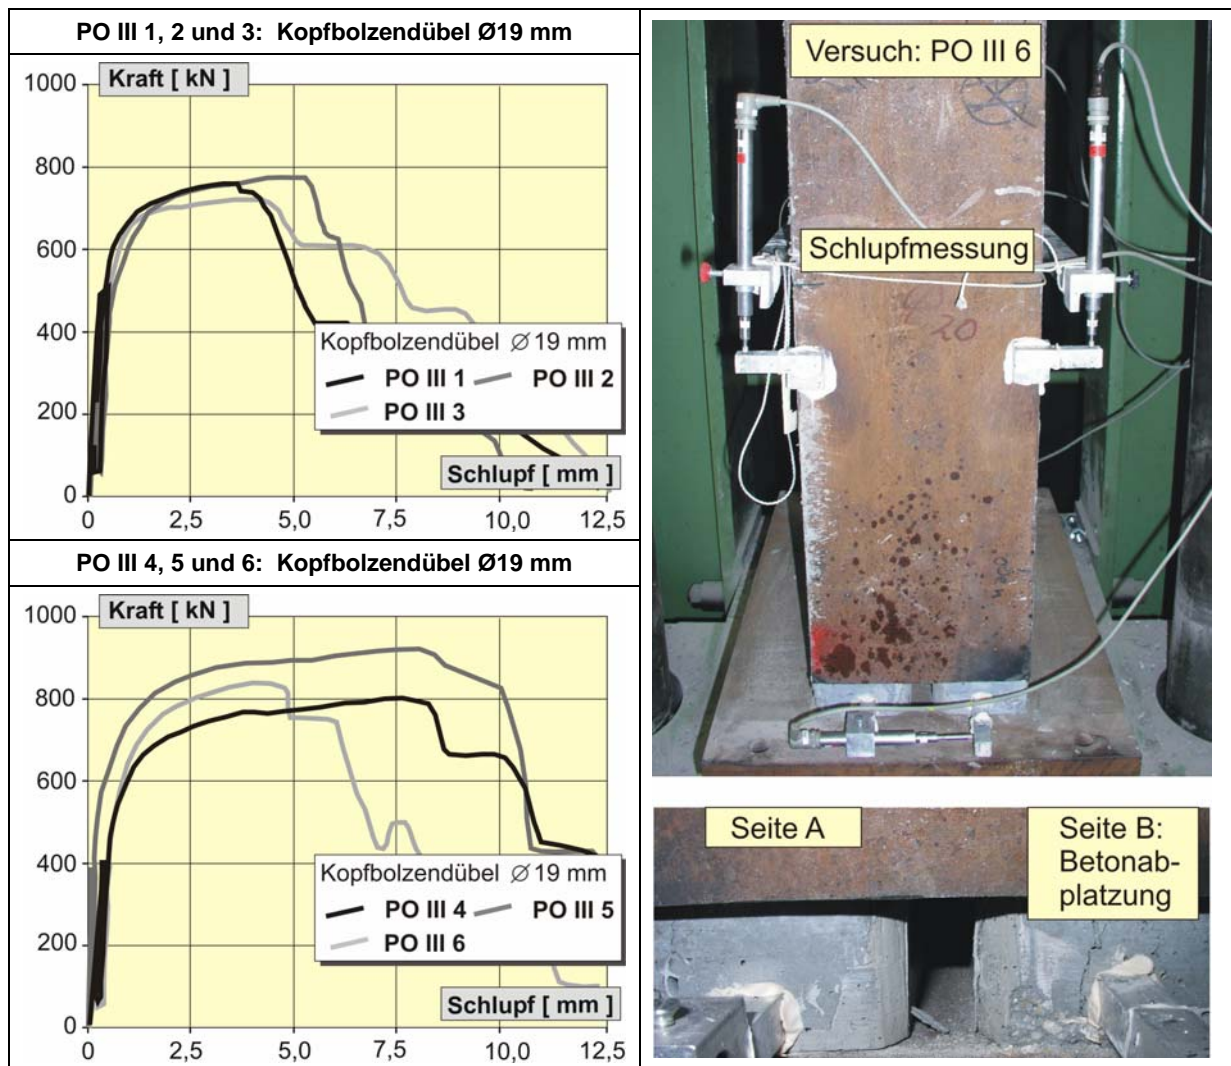 PO III 1, 2 und 3: Kopfbolzendübel Ø19 mm
Kraft [ kN ]
1000
800
600
400
200
0
Kopfbolzendübel ∅ 19 mm
PO III 1 PO III 2
PO III 3
Schlupf [ mm ]
0 2,5 5,0 7,5 10,0 12,5
PO III 4, 5 und 6: Kopfbolzendübel Ø19 mm
Kraft [ kN ]
1000
800
600
400
200
0
Kopfbolzendübel ∅ 19 mm
PO III 4 PO III 5
PO III 6
Schlupf [ mm ]
0 2,5 5,0 7,5 10,0 12,5
Versuch: PO III 6
Schlupfmessung
20
Seite A
Seite B:
Betonab-
platzung